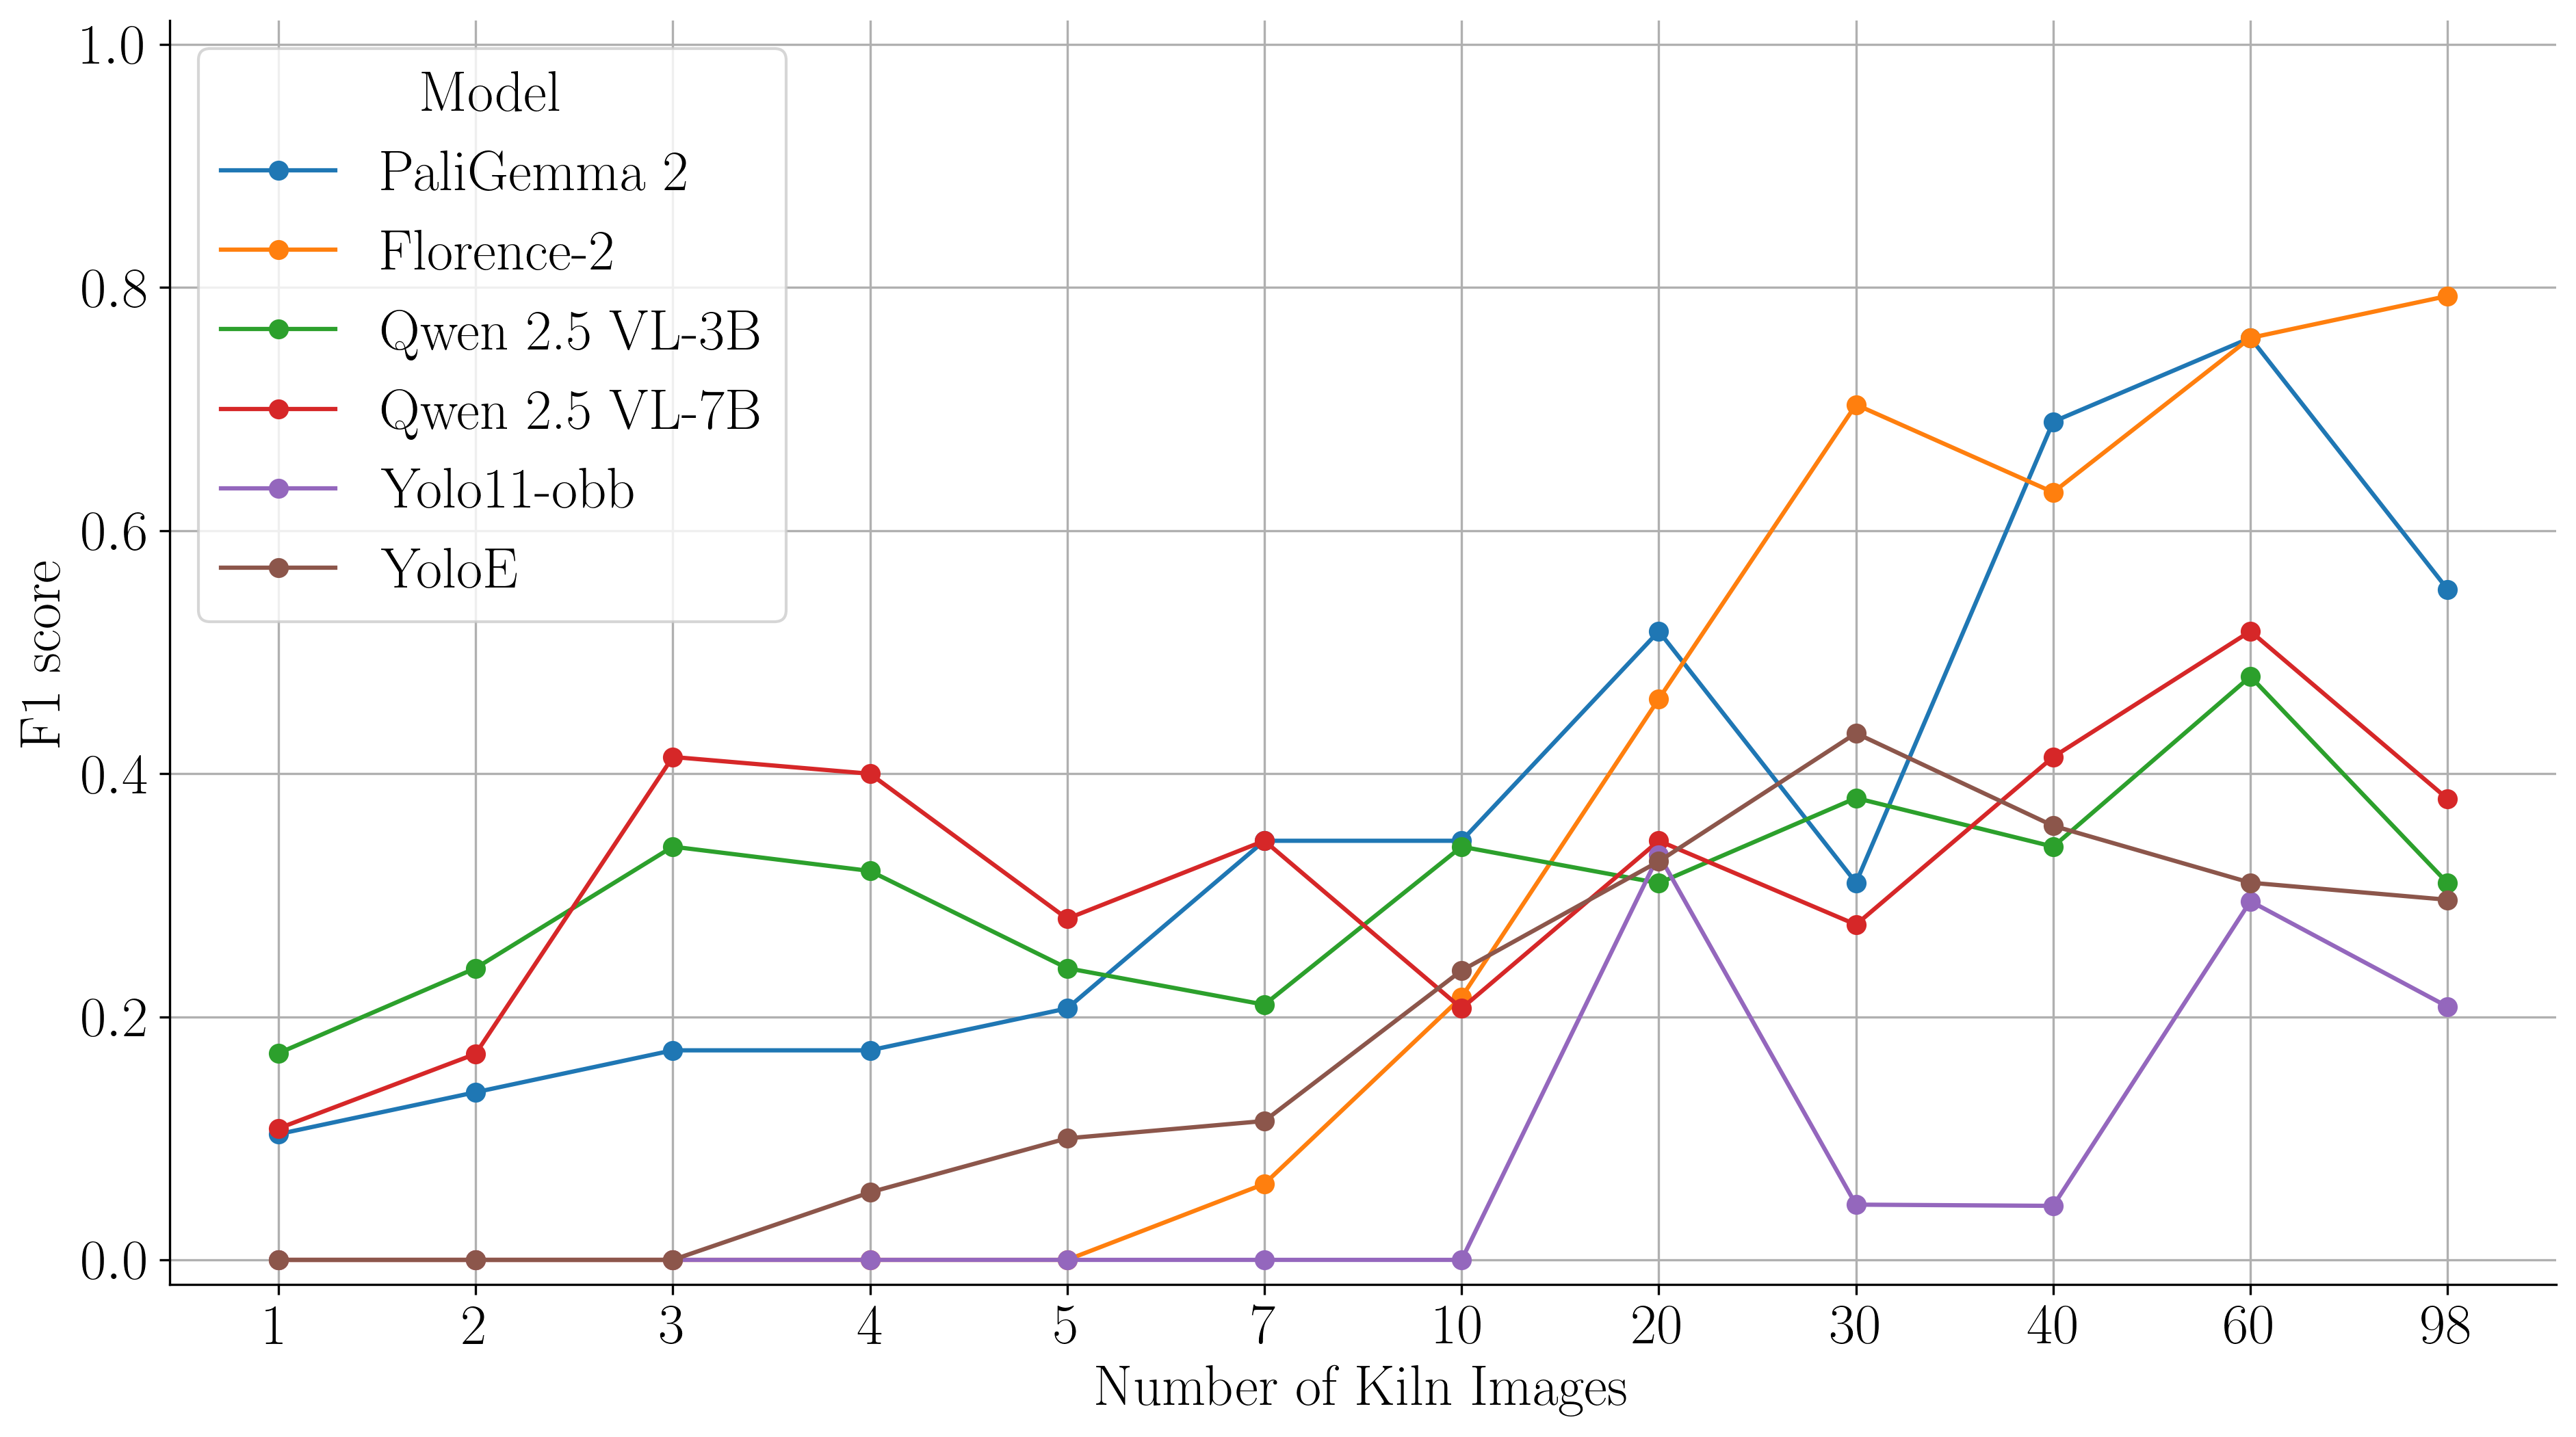 1.0
0.8
0.6
0.4
0.2
0.0
F1 score
Model
PaliGemma 2
Florence-2
Qwen 2.5 VL-3B
Qwen 2.5 VL-7B
Yolo11-obb
YoloE
1 2 3 4 5 7 10 20 30 40 60 98
Number of Kiln Images